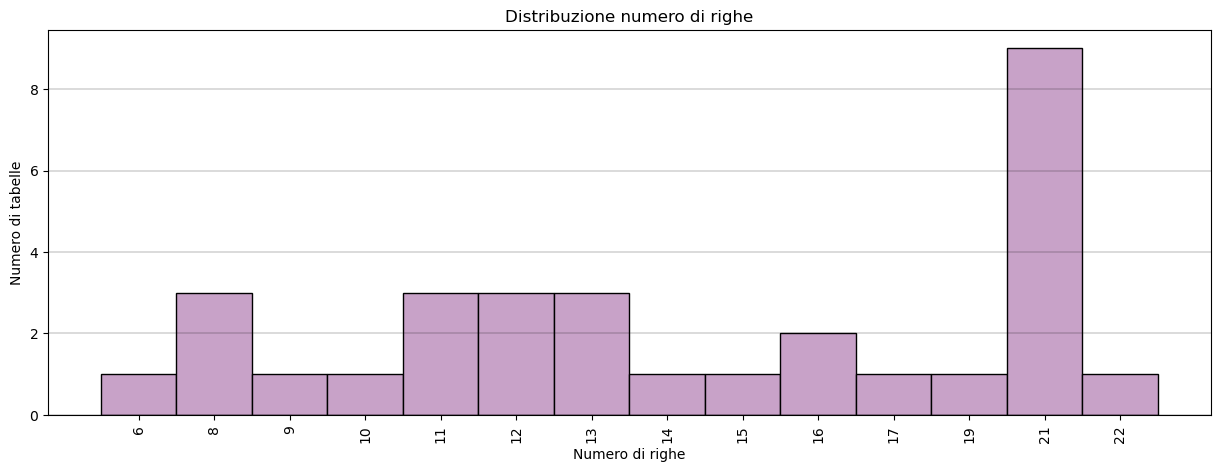 Distribuzione numero di righe
Numero di tabelle
8
6
4
2
0
6 8 9 10 11 12 13 14 15 16 17 19 21 22
Numero di righe